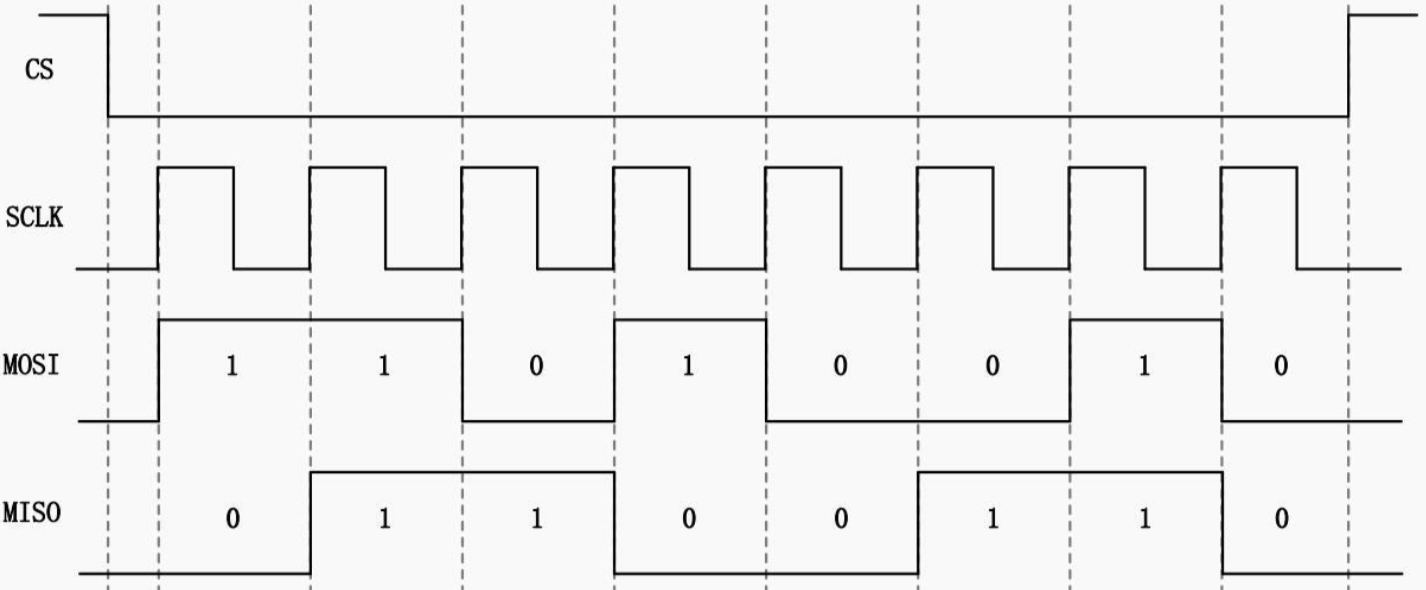 CS
SCLK
MOSI 1 1 0 1 0 0 1 0
MISO 0 1 1 0 0 1 1 0